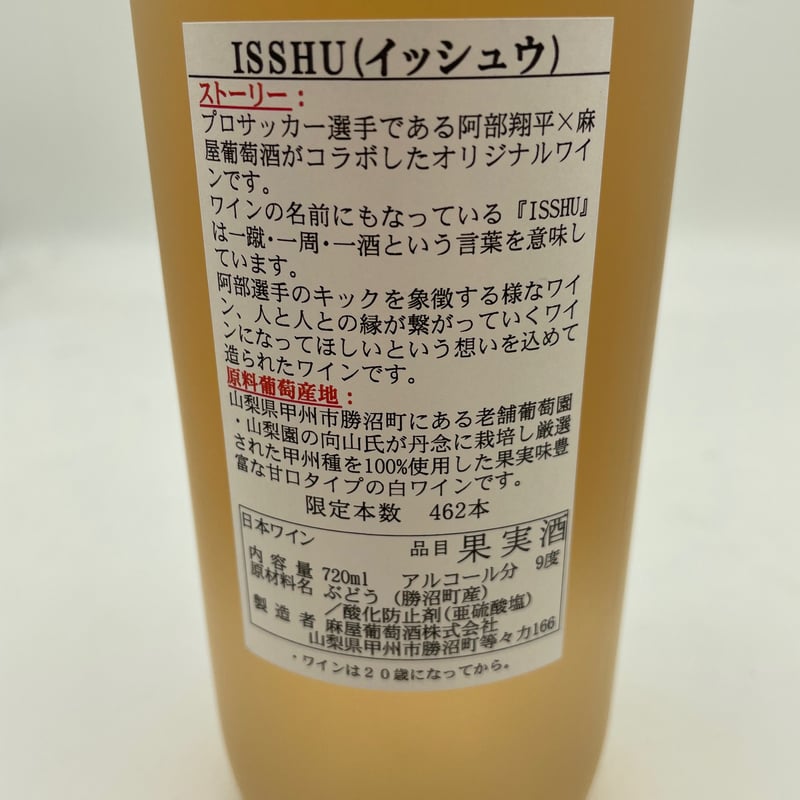 ISSHU(イッシュウ)
ストーリー：
プロサッカー選手である阿部翔平×麻
屋葡萄酒がコラボしたオリジナルワイ
ンです。
ワインの名前にもなっている『ISSHU』
は一蹴・一周・一酒という言葉を意味し
ています。
阿部選手のキックを象徴する様なワイ
ン、人と人との縁が繋がっていくワイ
ンになってほしいという想いを込めて
造られたワインです。
原料葡萄産地：
山梨県甲州市勝沼町にある老舗葡萄園
・山梨園の向山氏が丹念に栽培し厳選
された甲州種を100%使用した果実味豊
富な甘口タイプの白ワインです。
限定本数 462本
日本ワイン 品目 果実酒
内容量 720ml アルコール分 9度
原材料名 ぶどう（勝沼町産）
／酸化防止剤(亜硫酸塩)
製造者 麻屋葡萄酒株式会社
山梨県甲州市勝沼町等々力166
・ワインは２０歳になってから。